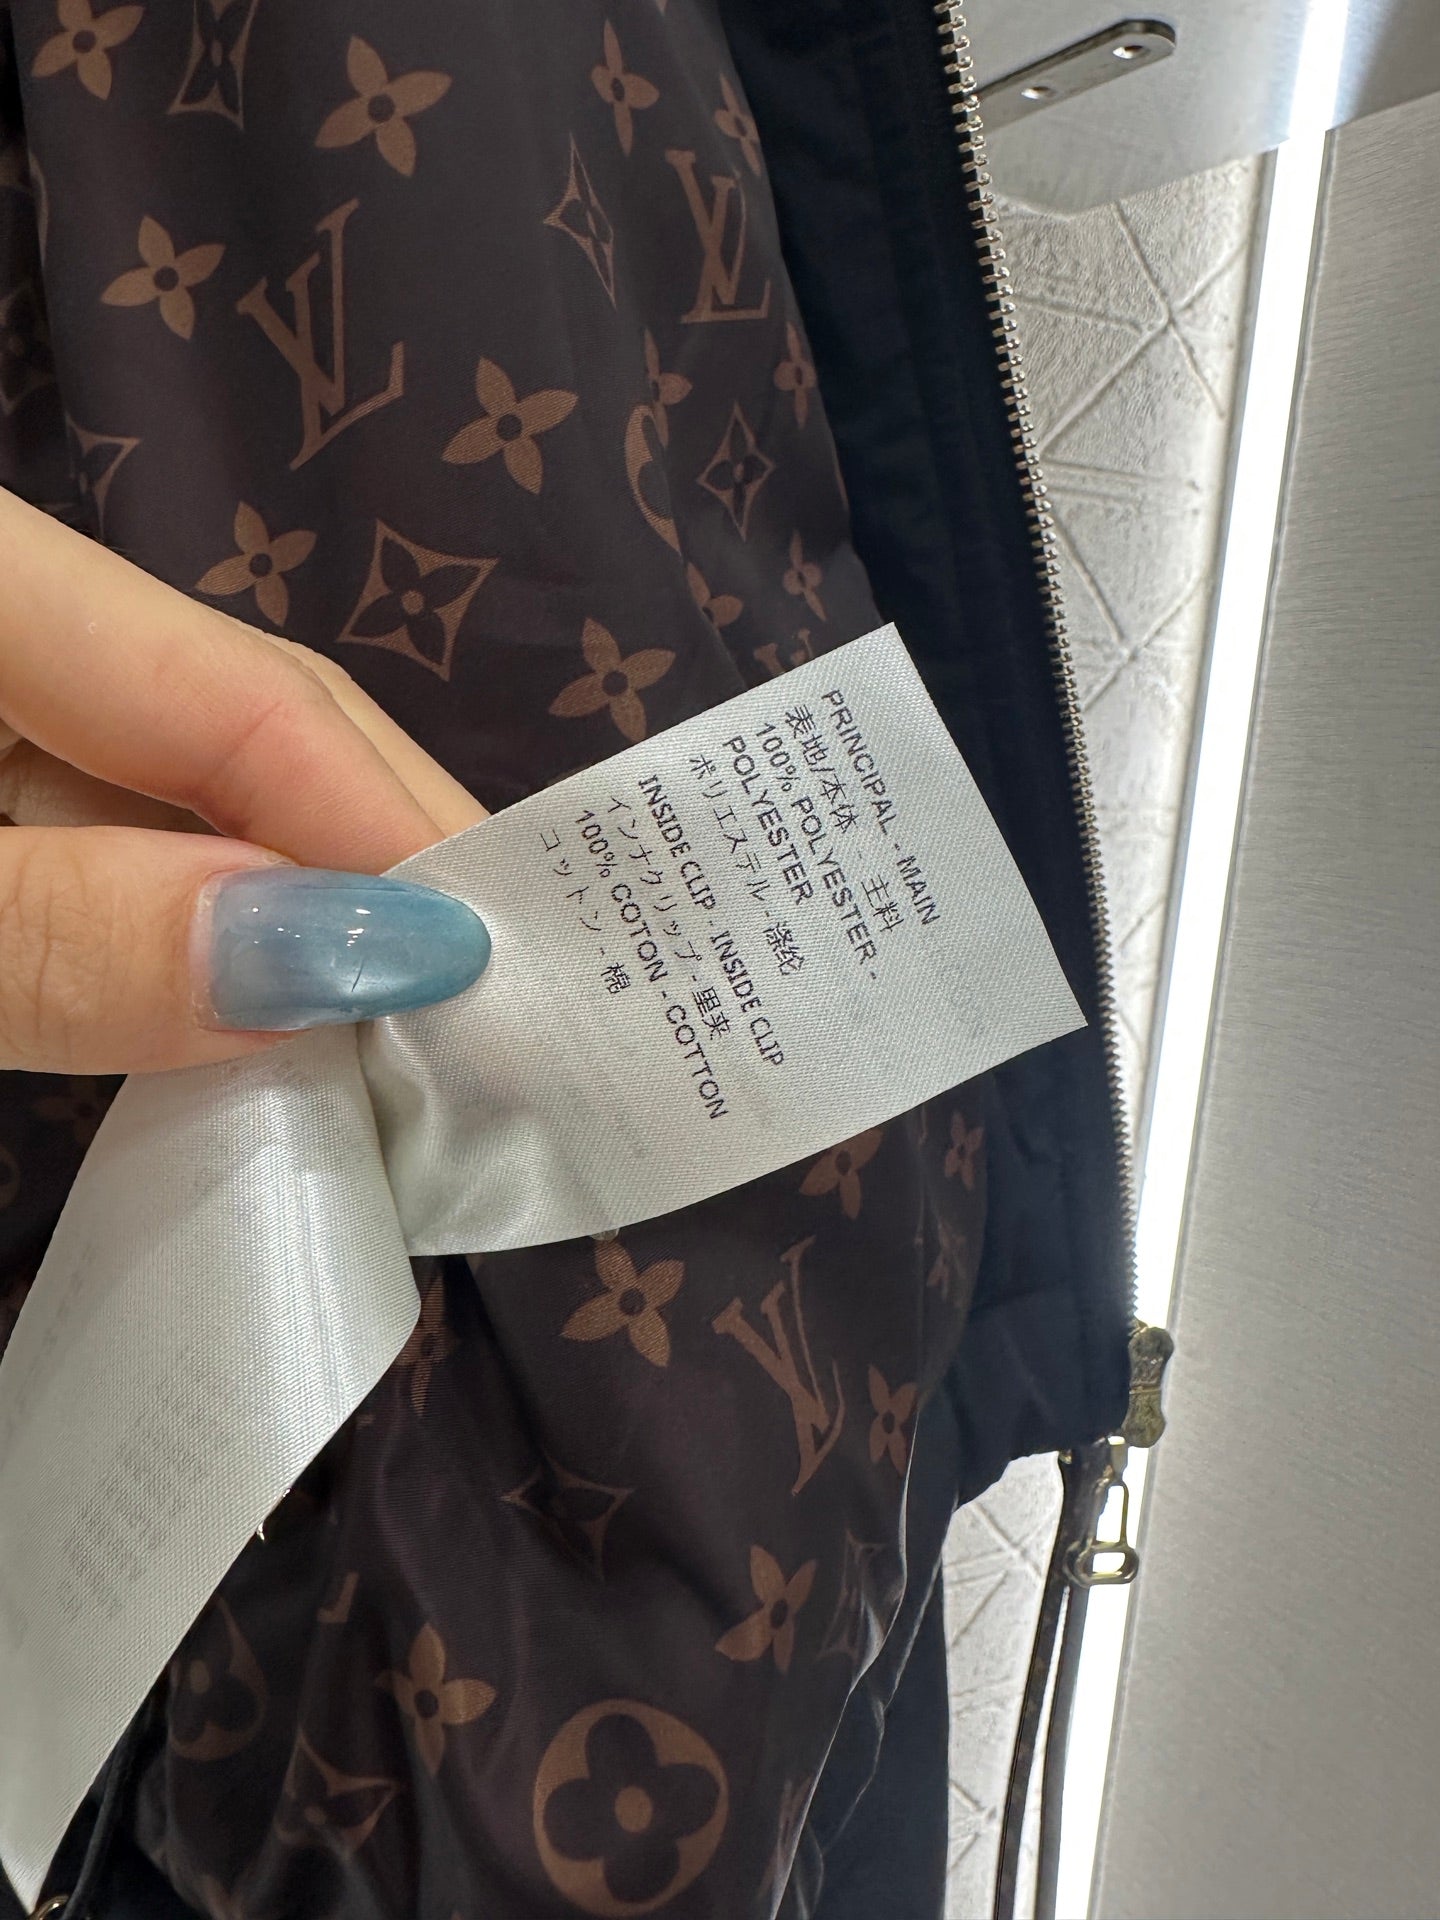 PRINCIPAL - MAIN
表地/本体 - 主料
100% POLYESTER -
POLYESTER
ポリエステル - 涤纶
INSIDE CLIP - INSIDE CLIP
インナクリップ - 里夹
100% COTON - COTTON
コットン - 棉